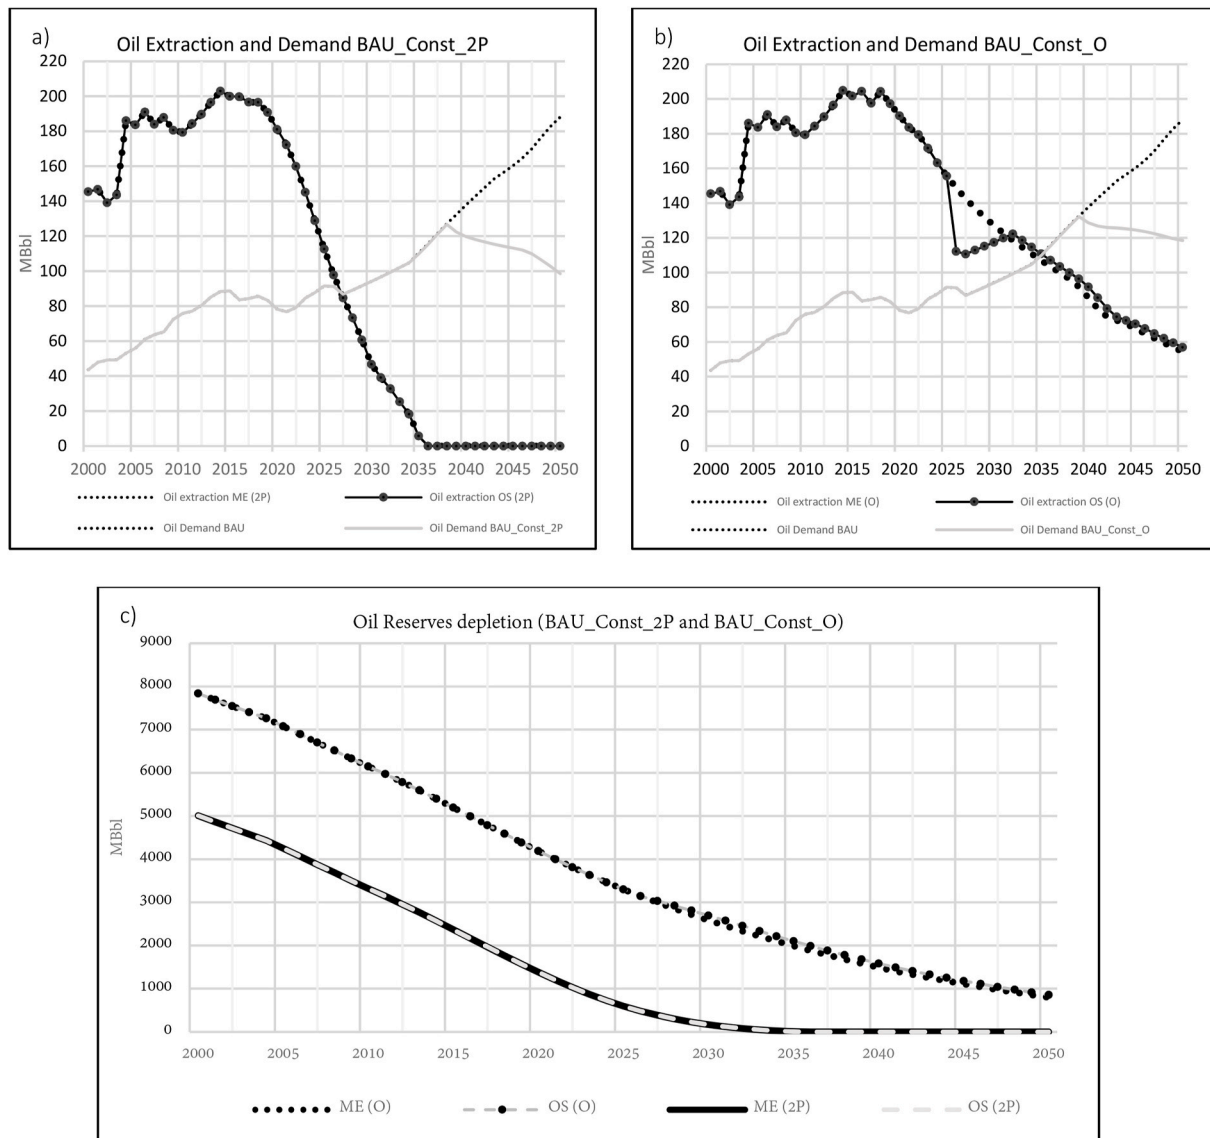 a)
Oil Extraction and Demand BAU_Const_2P
220
200
180
160
140
120
100
80
60
40
20
0
MBbl
2000 2005 2010 2015 2020 2025 2030 2035 2040 2045 2050
Oil extraction ME (2P) Oil extraction OS (2P)
Oil Demand BAU Oil Demand BAU_Const_2P
b)
Oil Extraction and Demand BAU_Const_O
220
200
180
160
140
120
100
80
60
40
20
0
MBbl
2000 2005 2010 2015 2020 2025 2030 2035 2040 2045 2050
Oil extraction ME (O) Oil extraction OS (O)
Oil Demand BAU Oil Demand BAU_Const_O
c)
Oil Reserves depletion (BAU_Const_2P and BAU_Const_O)
9000
8000
7000
6000
5000
4000
3000
2000
1000
0
MBbl
2000 2005 2010 2015 2020 2025 2030 2035 2040 2045 2050
ME (O) OS (O) ME (2P) OS (2P)